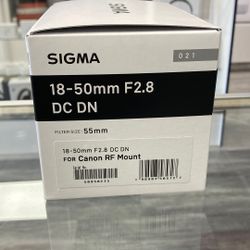 SIGMA
021
18-50mm F2.8
DC DN
FILTER SIZE: 55mm
18-50mm F2.8 DC DN
FOR Canon RF Mount